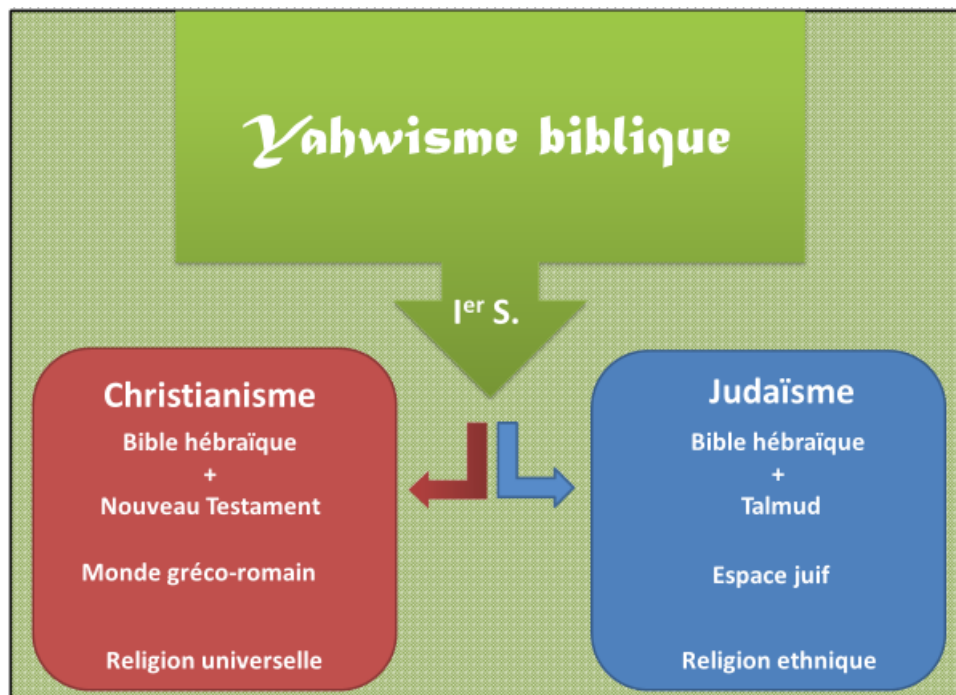 Yahwisme biblique
Ier S.
Christianisme
Bible hébraïque
+
Nouveau Testament
Monde gréco-romain
Religion universelle
Judaïsme
Bible hébraïque
+
Talmud
Espace juif
Religion ethnique